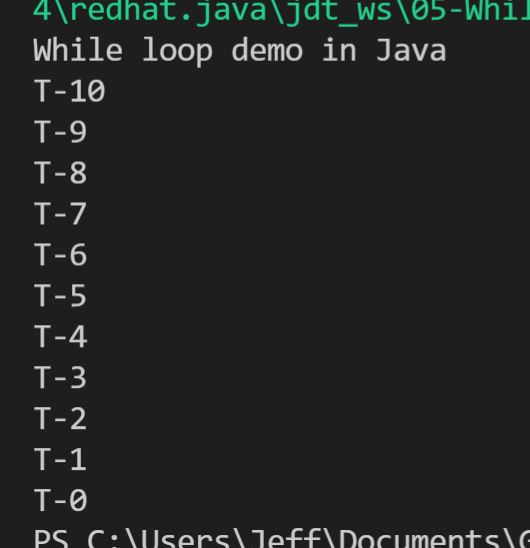 4\redhat.java\jdt_ws\05-Whil
While loop demo in Java
T-10
T-9
T-8
T-7
T-6
T-5
T-4
T-3
T-2
T-1
T-0
PS C:\Users\Jeff\Documents\